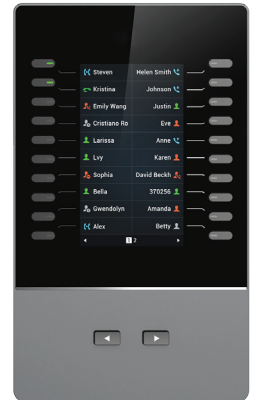 Steven Helen Smith
Kristina Johnson
Emily Wang Justin
Cristiano Ro Eve
Larissa Anne
Lvy Karen
Sophia David Beckh
Bella 370256
Gwendolyn Amanda
Alex Betty
1 2